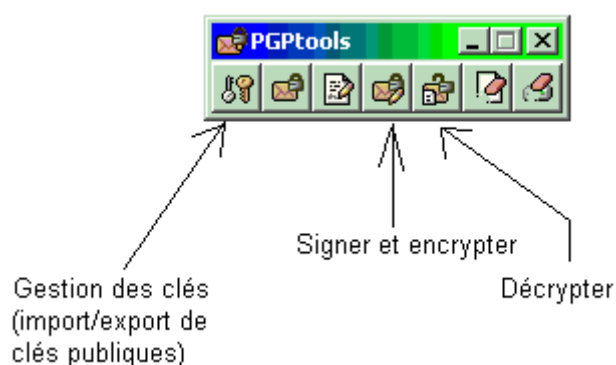 PGPtools
Signer et encrypter
Décrypter
Gestion des clés
(import/export de
clés publiques)